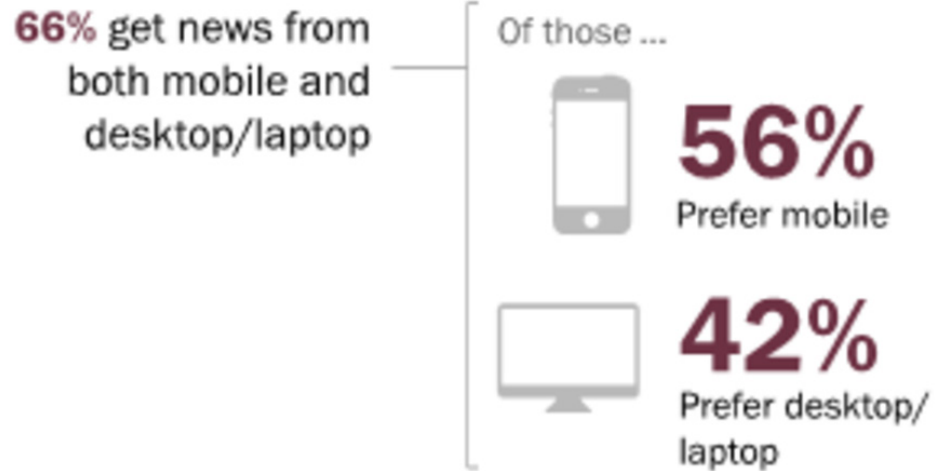 66% get news from
both mobile and
desktop/laptop
Of those ...
56%
Prefer mobile
42%
Prefer desktop/
laptop